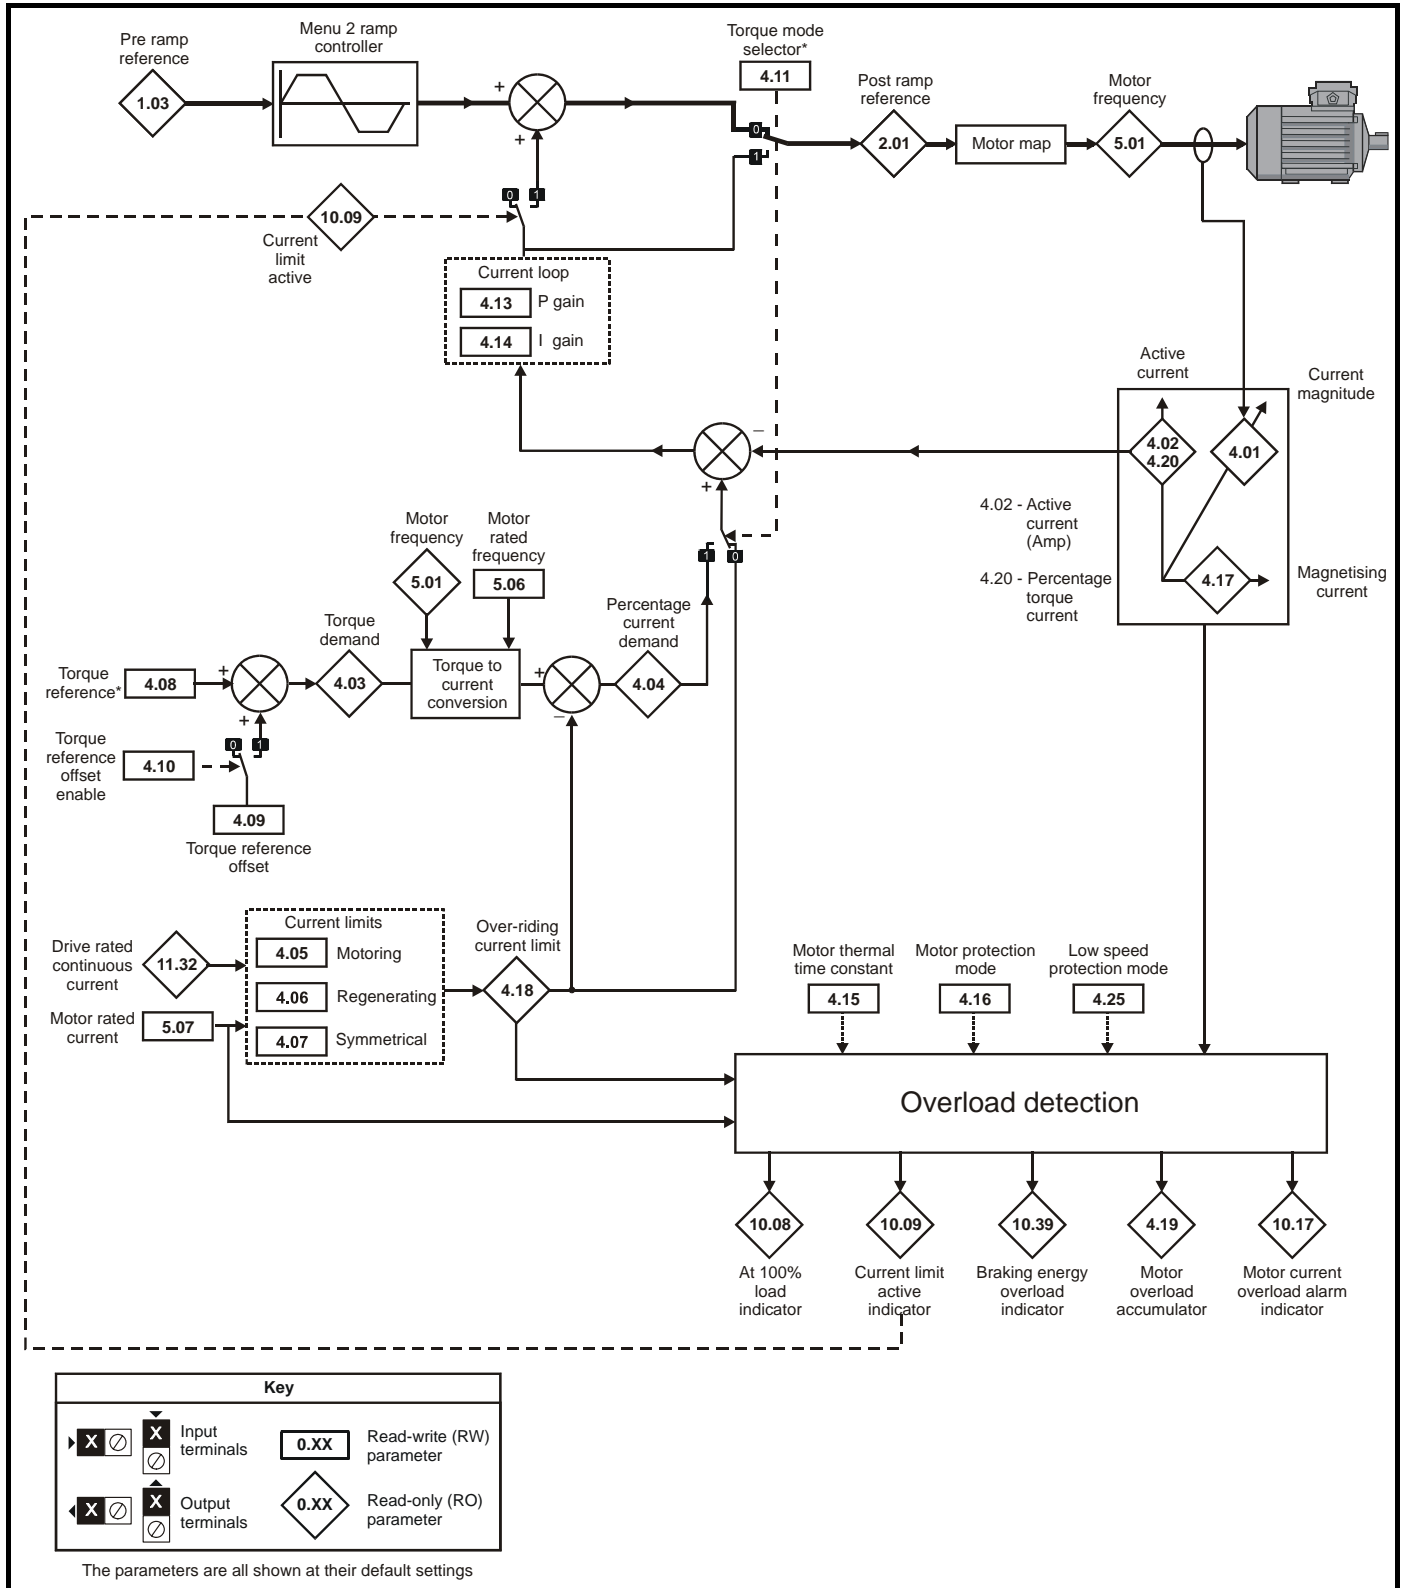 Pre ramp
reference
1.03
Menu 2 ramp
controller
+
+
Torque mode
selector*
4.11
0
1
Post ramp
reference
2.01
Motor map
Motor
frequency
5.01
0
1
10.09
Current
limit
active
Current loop
4.13 P gain
4.14 I gain
Active
current
Current
magnitude
4.02
4.20
4.01
−
+
4.02 - Active
current
(Amp)
4.20 - Percentage
torque
current
4.17
Magnetising
current
1
0
Motor
frequency
5.01
Motor
rated
frequency
5.06
Percentage
current
demand
4.04
Torque
demand
4.03
Torque to
current
conversion
+
−
Torque
reference*
4.08
+
+
0
1
Torque
reference
offset
enable
4.10
4.09
Torque reference
offset
Drive rated
continuous
current
11.32
Motor rated
current
5.07
Current limits
4.05 Motoring
4.06 Regenerating
4.07 Symmetrical
Over-riding
current limit
4.18
Motor thermal
time constant
4.15
Motor protection
mode
4.16
Low speed
protection mode
4.25
Overload detection
10.08
At 100%
load
indicator
10.09
Current limit
active
indicator
10.39
Braking energy
overload
indicator
4.19
Motor
overload
accumulator
10.17
Motor current
overload alarm
indicator
Key
X
X
Input
terminals
0.XX
Read-write (RW)
parameter
X
X
Output
terminals
0.XX
Read-only (RO)
parameter
The parameters are all shown at their default settings